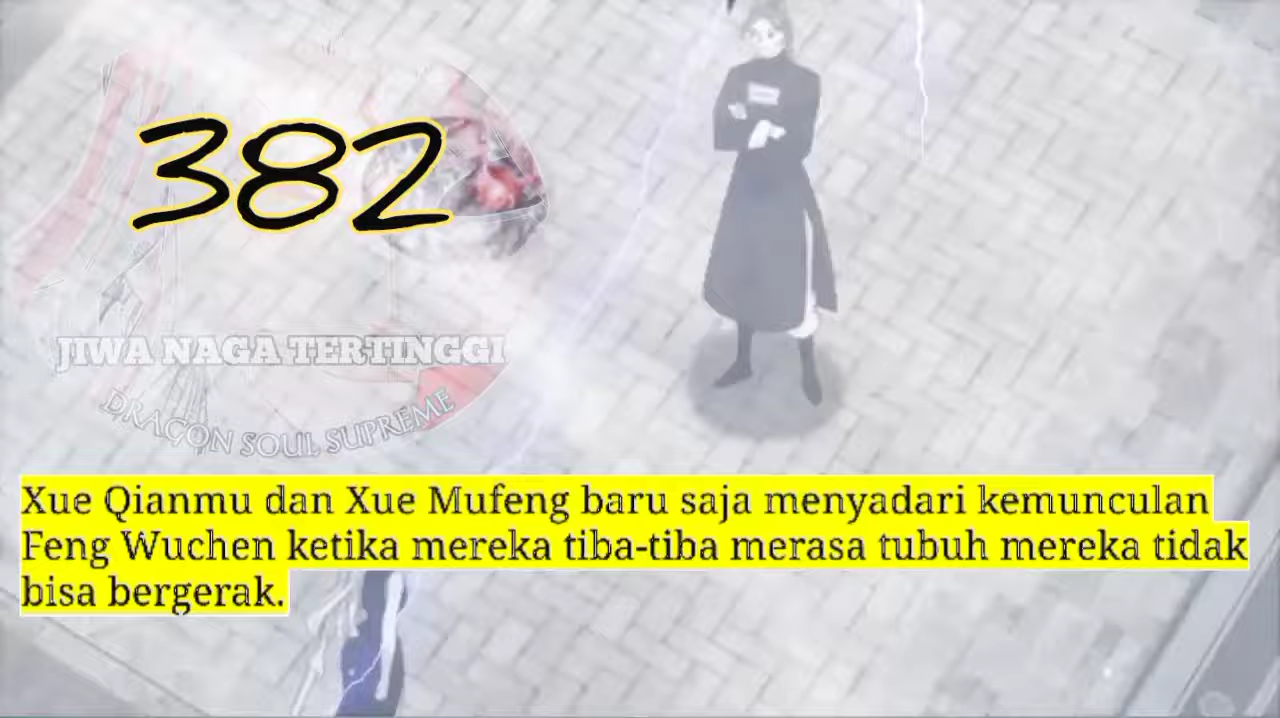 382
JIWA NAGA TERTINGGI
DRAGON SOUL SUPREME
Xue Qianmu dan Xue Mufeng baru saja menyadari kemunculan
Feng Wuchen ketika mereka tiba-tiba merasa tubuh mereka tidak
bisa bergerak.